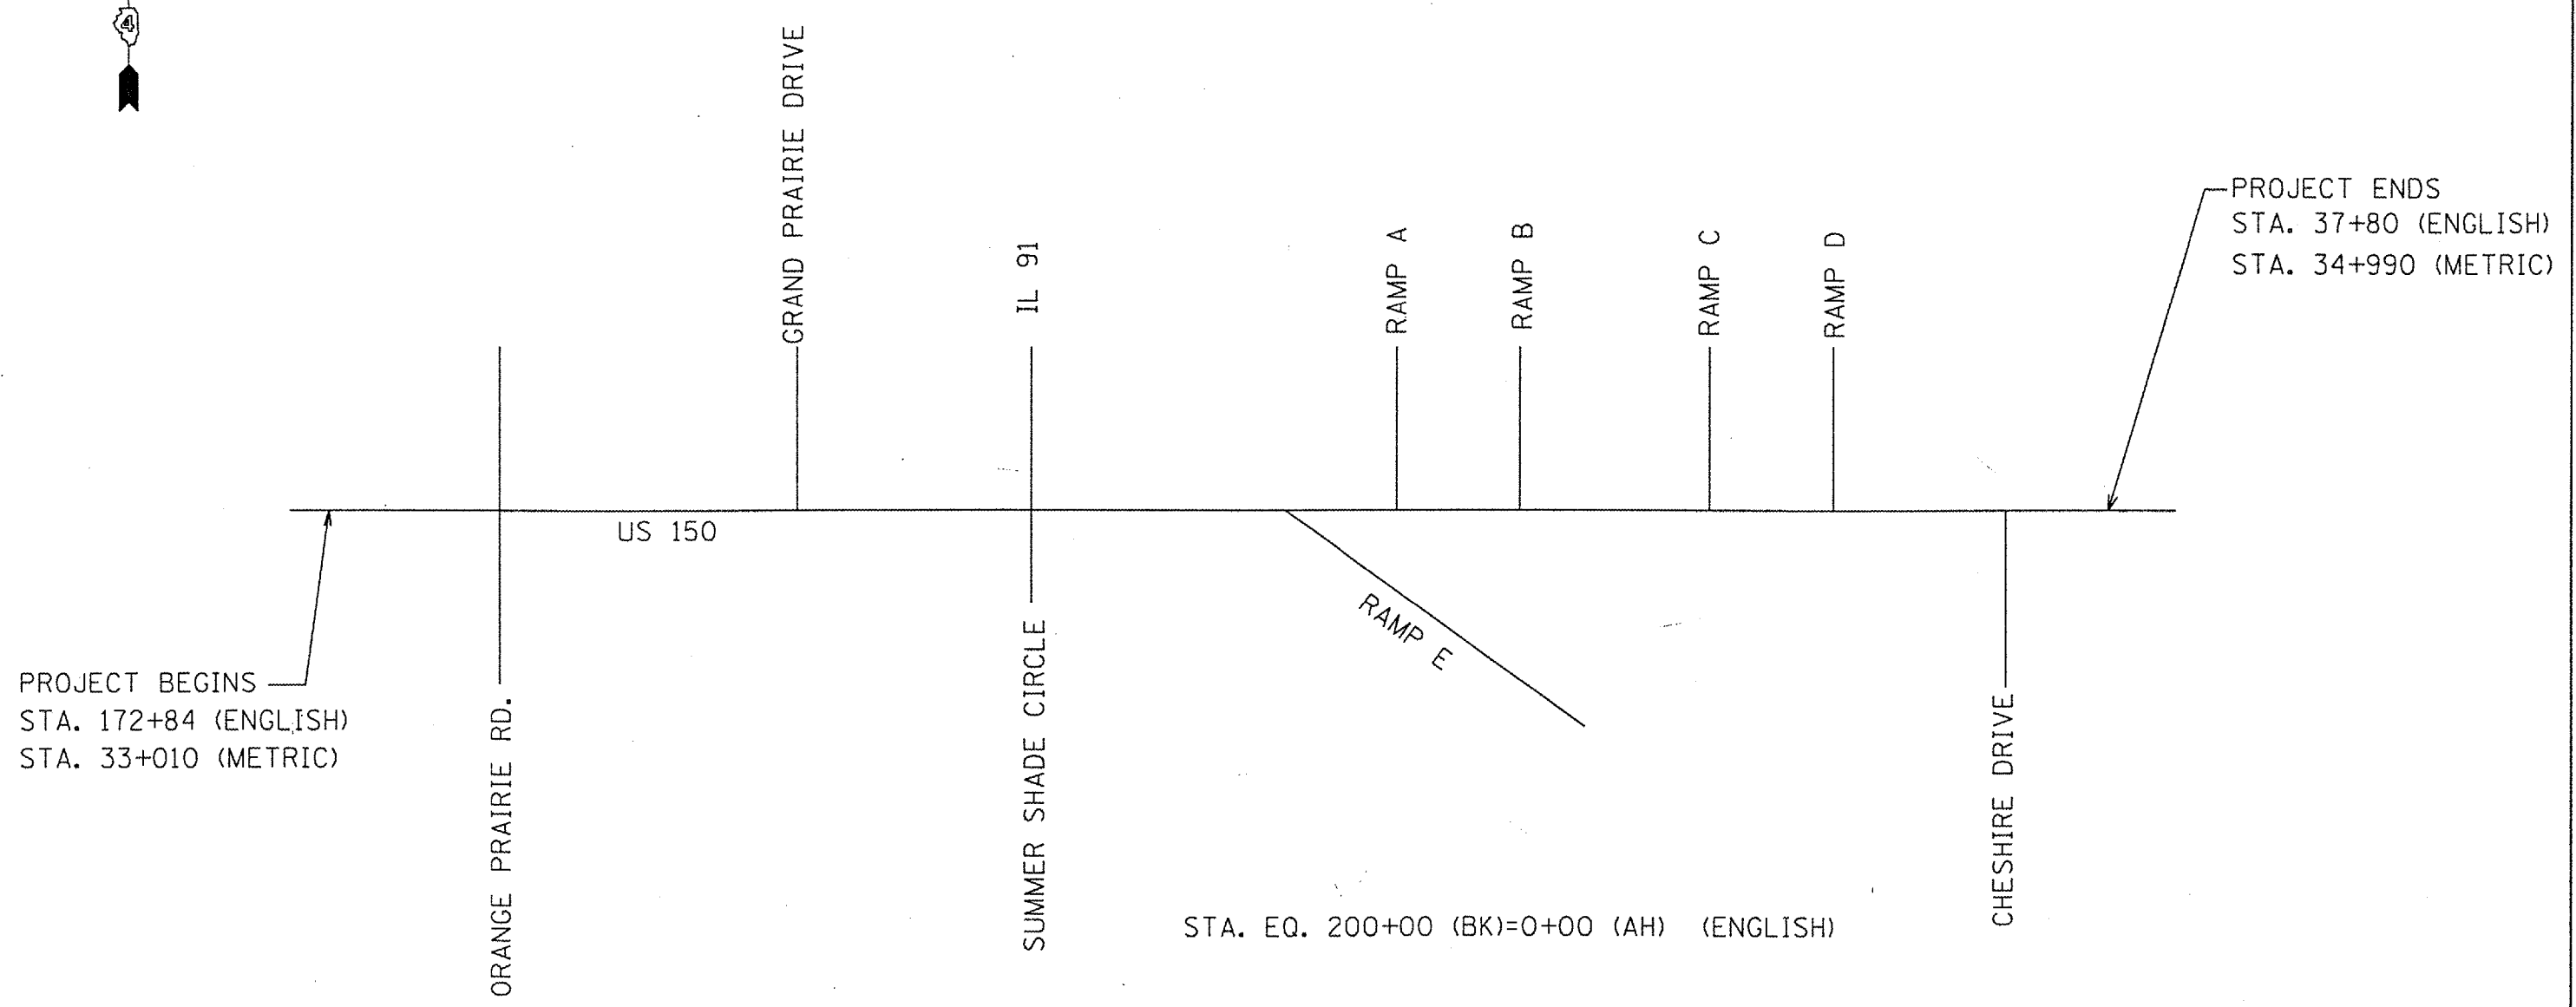 4
GRAND PRAIRIE DRIVE
IL 91
RAMP A
RAMP B
RAMP C
RAMP D
PROJECT ENDS
STA. 37+80 (ENGLISH)
STA. 34+990 (METRIC)
US 150
RAMP E
PROJECT BEGINS
STA. 172+84 (ENGLISH)
STA. 33+010 (METRIC)
ORANGE PRAIRIE RD.
SUMMER SHADE CIRCLE
CHESHIRE DRIVE
STA. EQ. 200+00 (BK)=0+00 (AH) (ENGLISH)